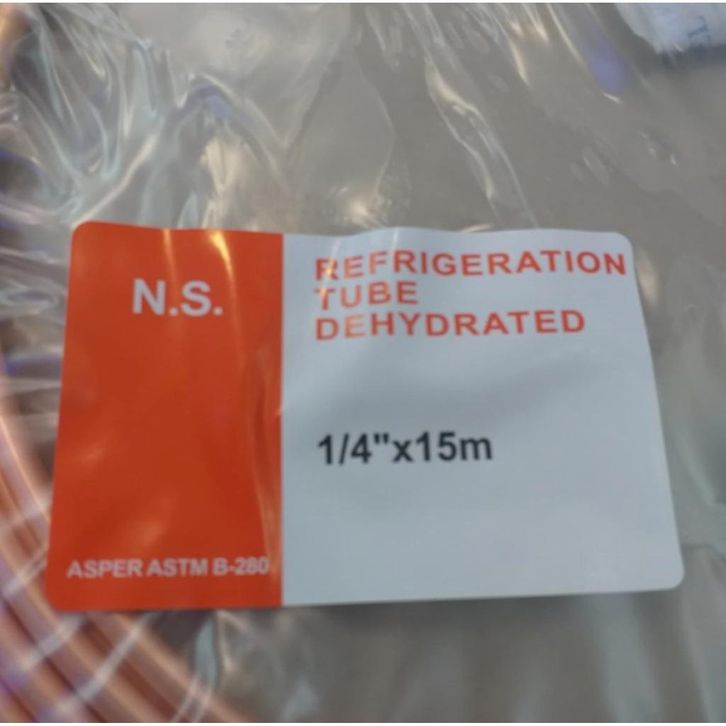 N.S.
REFRIGERATION
TUBE
DEHYDRATED
1/4"x15m
ASPER ASTM B-280